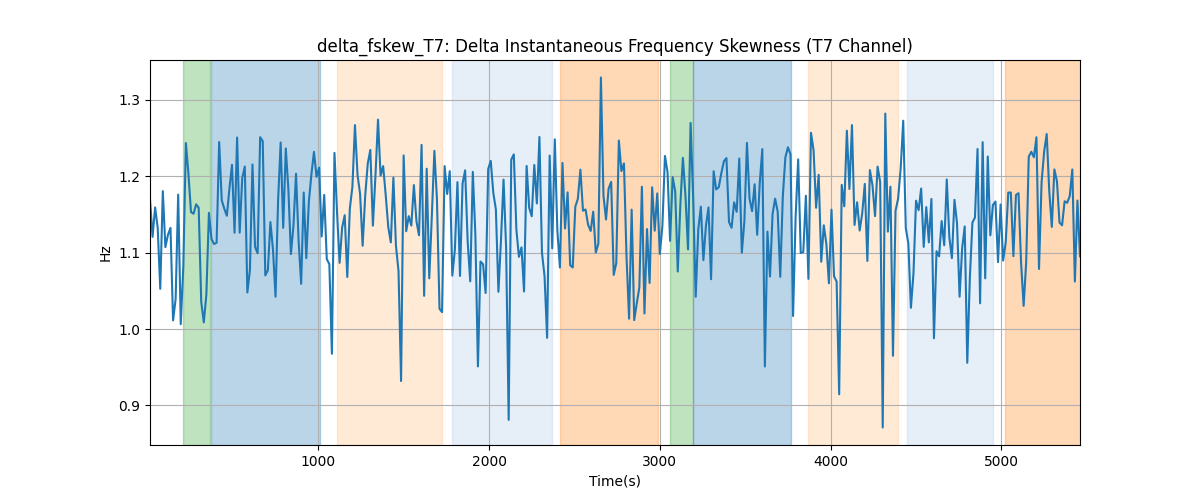 delta_fskew_T7: Delta Instantaneous Frequency Skewness (T7 Channel)
Hz
1.3
1.2
1.1
1.0
0.9
1000 2000 3000 4000 5000
Time(s)